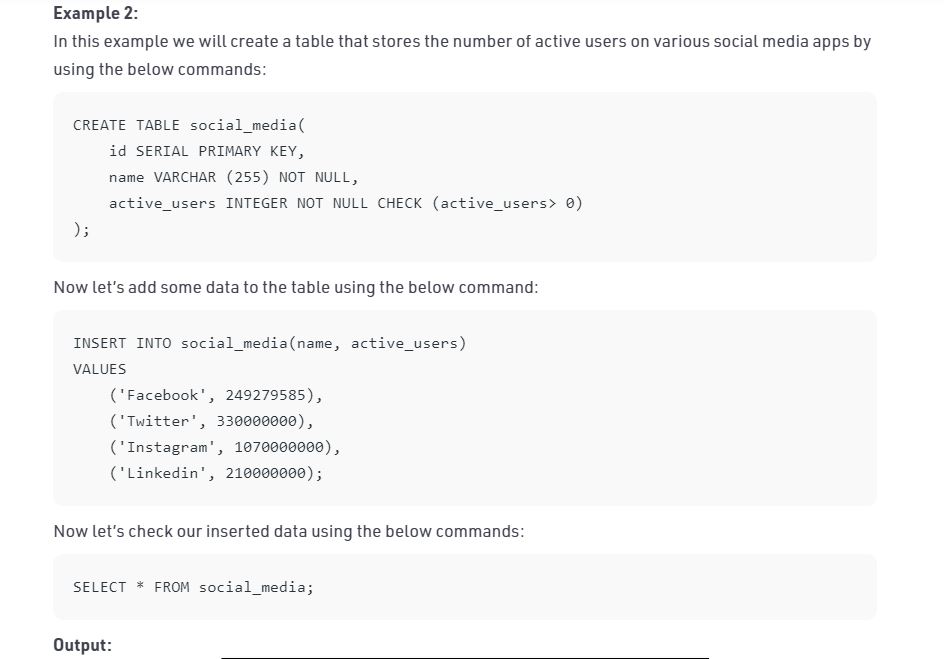 Example 2:
In this example we will create a table that stores the number of active users on various social media apps by
using the below commands:
CREATE TABLE social_media(
    id SERIAL PRIMARY KEY,
    name VARCHAR (255) NOT NULL,
    active_users INTEGER NOT NULL CHECK (active_users> 0)
);
Now let's add some data to the table using the below command:
INSERT INTO social_media(name, active_users)
VALUES
    ('Facebook', 249279585),
    ('Twitter', 330000000),
    ('Instagram', 1070000000),
    ('Linkedin', 210000000);
Now let's check our inserted data using the below commands:
SELECT * FROM social_media;
Output: